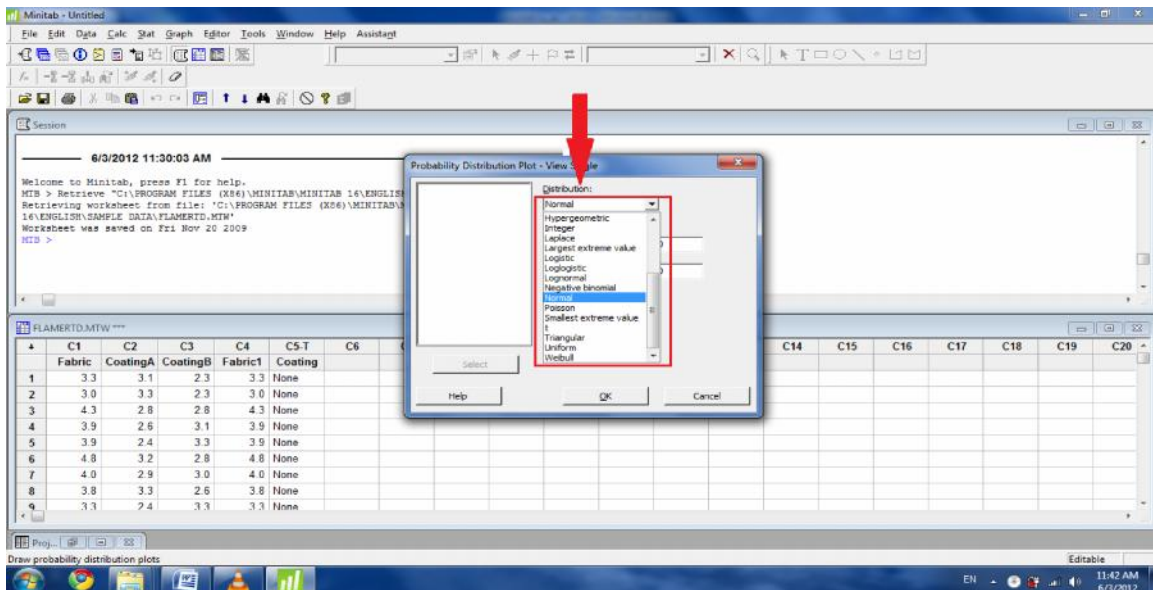 Minitab - Untitled
File Edit Data Calc Stat Graph Editor Tools Window Help Assistant
Session
6/3/2012 11:30:03 AM
Welcome to Minitab, press F1 for help.
MTB > Retrieve "C:\PROGRAM FILES (X86)\MINITAB\MINITAB 16\ENGLIS
Retrieving worksheet from file: 'C:\PROGRAM FILES (X86)\MINITAB\
16\ENGLISH\SAMPLE DATA\FLAMERTD.MTW'
Worksheet was saved on Fri Nov 20 2009
MTB >
Probability Distribution Plot - View Single
Distribution:
Normal
Hypergeometric
Integer
Laplace
Largest extreme value
Logistic
Loglogistic
Lognormal
Negative binomial
Normal
Poisson
Smallest extreme value
t
Triangular
Uniform
Weibull
Select
Help OK Cancel
FLAMERTD.MTW ***
C1 C2 C3 C4 C5-T C6 C14 C15 C16 C17 C18 C19 C20
Fabric CoatingA CoatingB Fabric1 Coating
1 3.3 3.1 2.3 3.3 None
2 3.0 3.3 2.3 3.0 None
3 4.3 2.8 2.8 4.3 None
4 3.9 2.6 3.1 3.9 None
5 3.9 2.4 3.3 3.9 None
6 4.8 3.2 2.8 4.8 None
7 4.0 2.9 3.0 4.0 None
8 3.8 3.3 2.6 3.8 None
9 3.3 2.4 3.3 3.3 None
Proj...
Draw probability distribution plots
Editable
EN
11:42 AM
6/3/2012